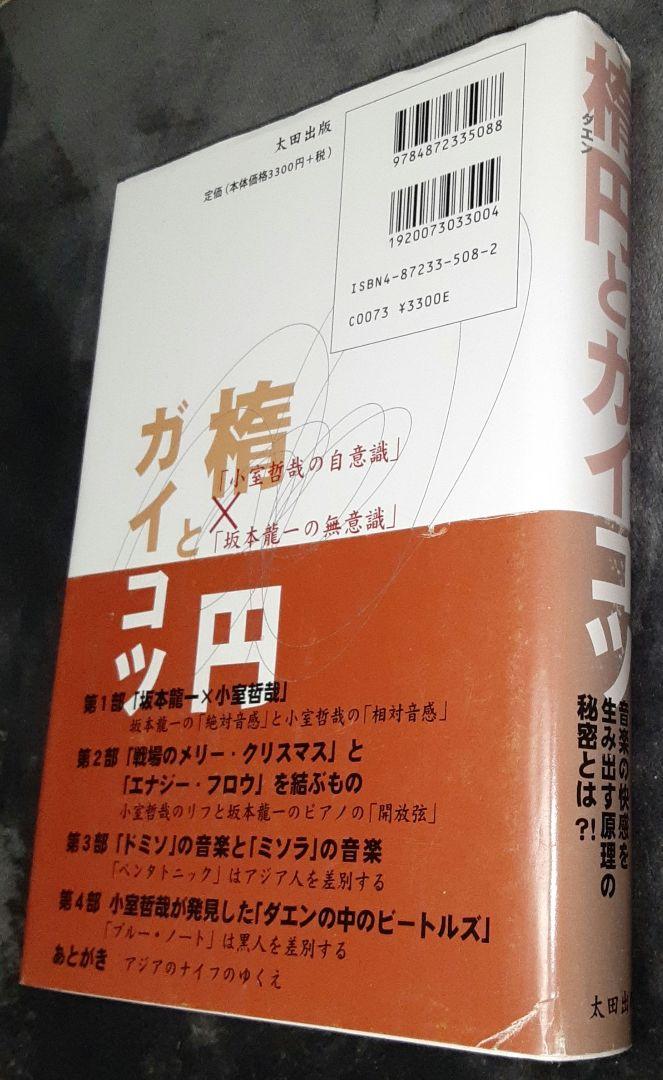 太田出版
定価(本体価格3300円+税)
9784872335088
1920073033004
ISBN4-87233-508-2
C0073 ¥3300E
楕円と
ガイコツ
「小室哲哉の自意識」
×
「坂本龍一の無意識」
第1部 「坂本龍一×小室哲哉」
坂本龍一の「絶対音感」と小室哲哉の「相対音感」
第2部 「戦場のメリー・クリスマス」と
「エナジー・フロウ」を結ぶもの
小室哲哉のリフと坂本龍一のピアノの「開放弦」
第3部 「ドミソ」の音楽と「ミソラ」の音楽
「ペンタトニック」はアジア人を差別する
第4部 小室哲哉が発見した「ダエンの中のビートルズ」
「ブルー・ノート」は黒人を差別する
あとがき アジアのナイフのゆくえ
楕円とガイコツ
ダエン
音楽の快感を
生み出す原理の
秘密とは?!
太田出